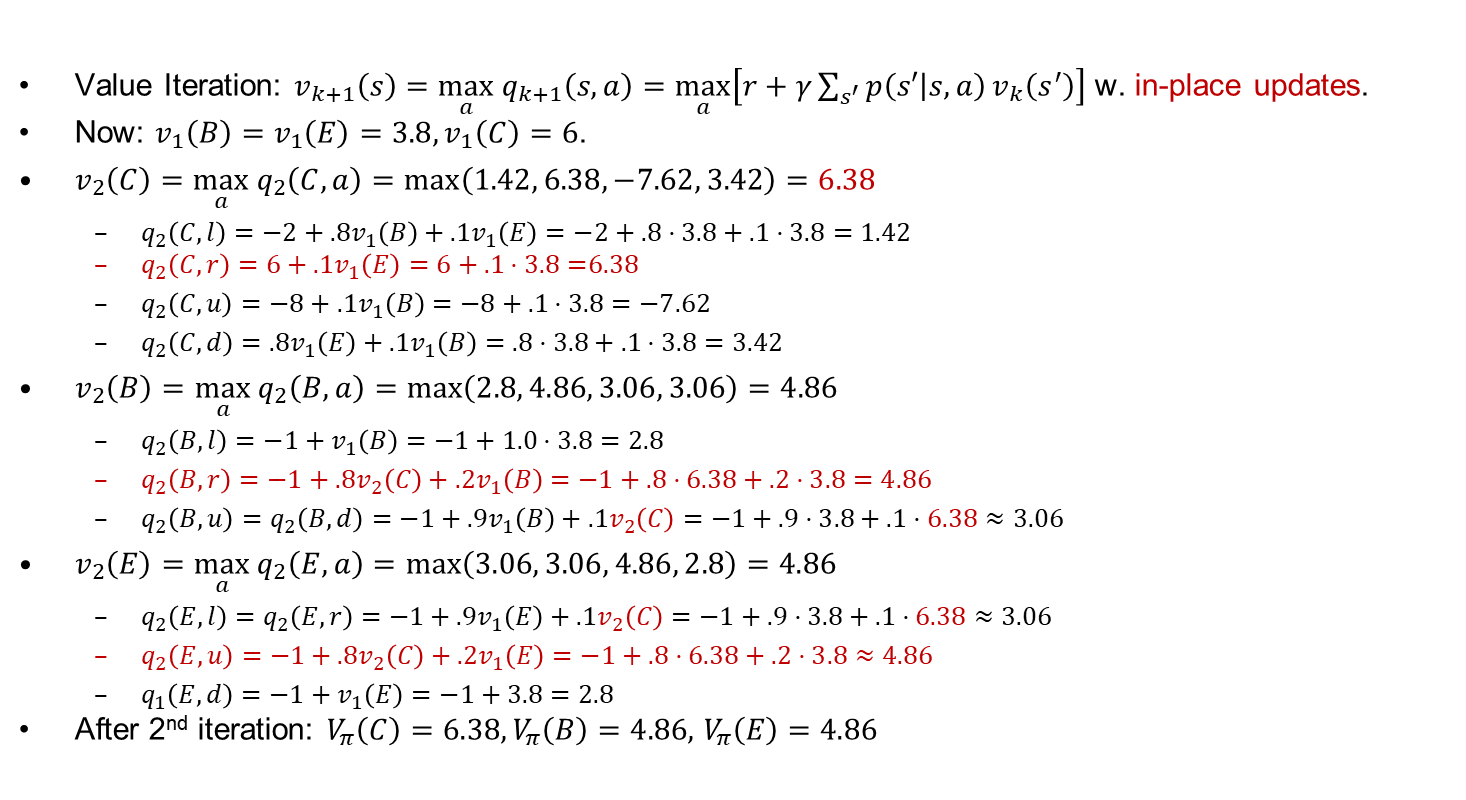 • Value Iteration: v_{k+1}(s) = max_a q_{k+1}(s, a) = max_a[r + γ ∑_{s′} p(s′|s, a) v_k(s′)] w. in-place updates.
• Now: v_1(B) = v_1(E) = 3.8, v_1(C) = 6.
• v_2(C) = max_a q_2(C, a) = max(1.42, 6.38, −7.62, 3.42) = 6.38
– q_2(C, l) = −2 + .8v_1(B) + .1v_1(E) = −2 + .8 · 3.8 + .1 · 3.8 = 1.42
– q_2(C, r) = 6 + .1v_1(E) = 6 + .1 · 3.8 =6.38
– q_2(C, u) = −8 + .1v_1(B) = −8 + .1 · 3.8 = −7.62
– q_2(C, d) = .8v_1(E) + .1v_1(B) = .8 · 3.8 + .1 · 3.8 = 3.42
• v_2(B) = max_a q_2(B, a) = max(2.8, 4.86, 3.06, 3.06) = 4.86
– q_2(B, l) = −1 + v_1(B) = −1 + 1.0 · 3.8 = 2.8
– q_2(B, r) = −1 + .8v_2(C) + .2v_1(B) = −1 + .8 · 6.38 + .2 · 3.8 = 4.86
– q_2(B, u) = q_2(B, d) = −1 + .9v_1(B) + .1v_2(C) = −1 + .9 · 3.8 + .1 · 6.38 ≈ 3.06
• v_2(E) = max_a q_2(E, a) = max(3.06, 3.06, 4.86, 2.8) = 4.86
– q_2(E, l) = q_2(E, r) = −1 + .9v_1(E) + .1v_2(C) = −1 + .9 · 3.8 + .1 · 6.38 ≈ 3.06
– q_2(E, u) = −1 + .8v_2(C) + .2v_1(E) = −1 + .8 · 6.38 + .2 · 3.8 ≈ 4.86
– q_1(E, d) = −1 + v_1(E) = −1 + 3.8 = 2.8
• After 2nd iteration: V_π(C) = 6.38, V_π(B) = 4.86, V_π(E) = 4.86